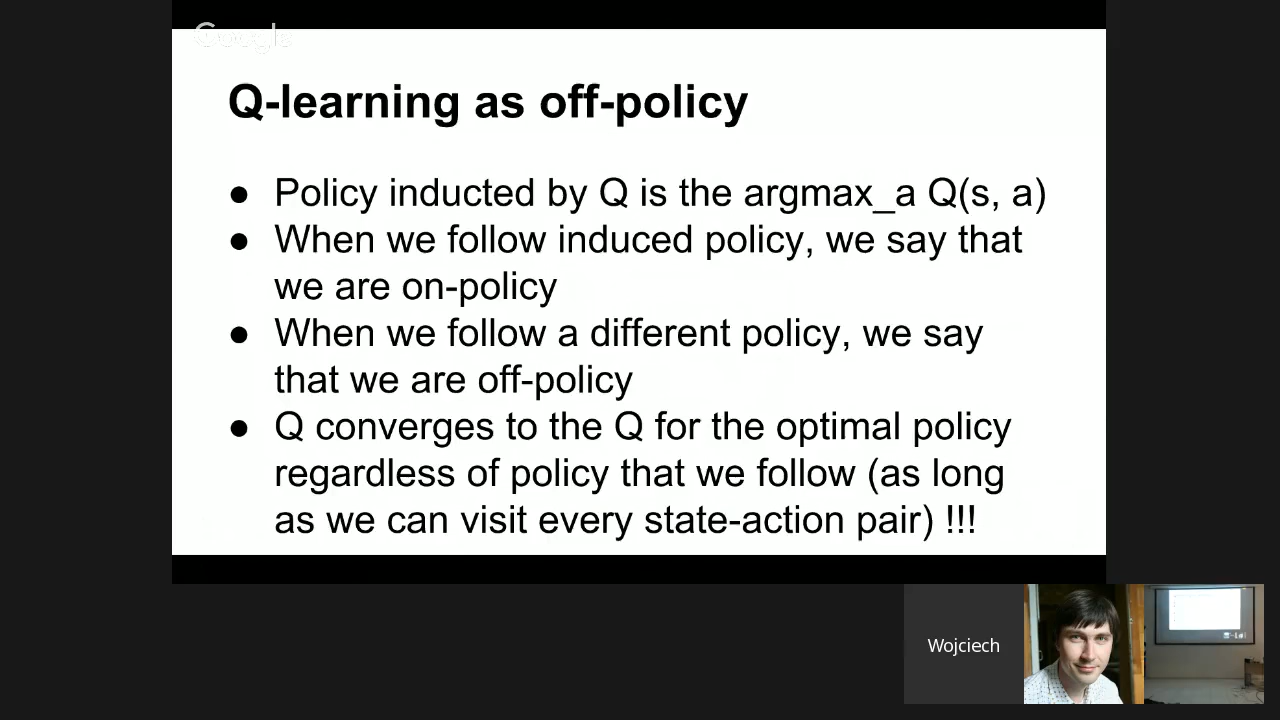 Google
Q-learning as off-policy
● Policy inducted by Q is the argmax_a Q(s, a)
● When we follow induced policy, we say that
we are on-policy
● When we follow a different policy, we say
that we are off-policy
● Q converges to the Q for the optimal policy
regardless of policy that we follow (as long
as we can visit every state-action pair) !!!
Wojciech